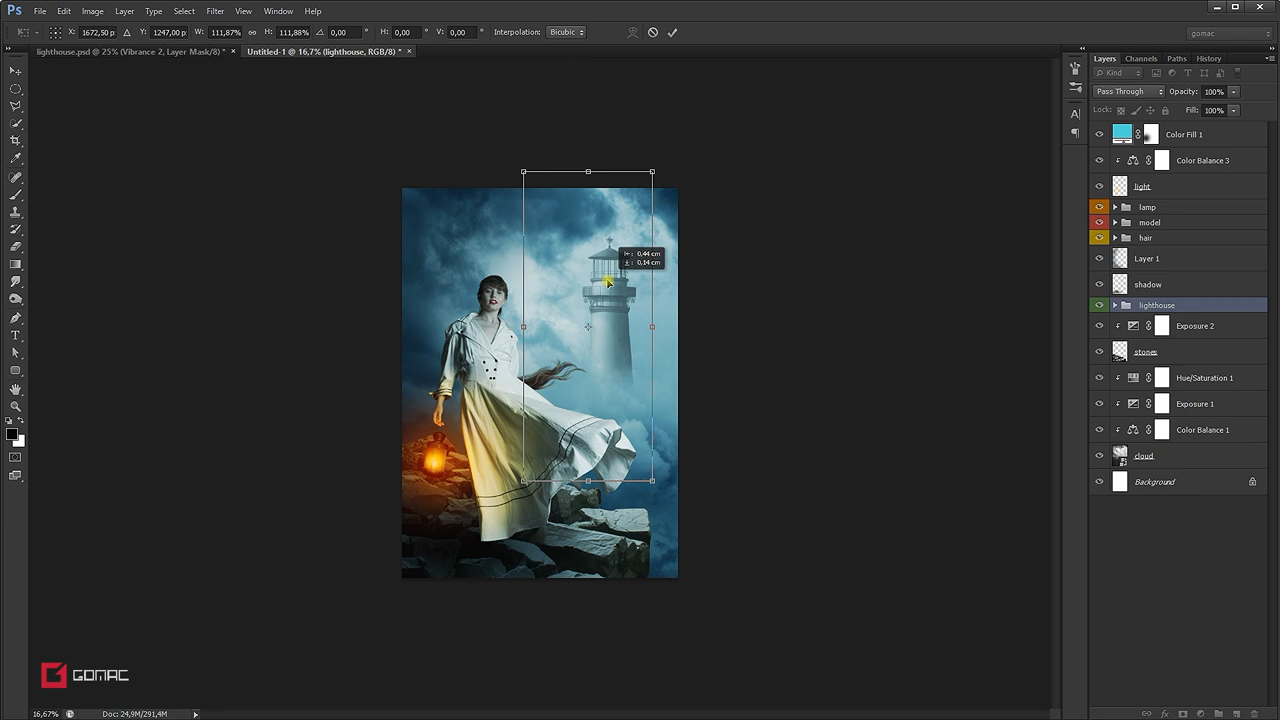 Ps File Edit Image Layer Type Select Filter View Window Help
X: 1672,50 p Y: 1247,00 p: W: 111,87% H: 111,88% 0,00 ° H: 0,00 ° V: 0,00 ° Interpolation: Bicubic
gomac
lighthouse.psd @ 25% (Vibrance 2, Layer Mask/8) * × Untitled-1 @ 16,7% (lighthouse, RGB/8) * ×
Layers Channels Paths History
Kind
Pass Through Opacity: 100%
Lock: Fill: 100%
Color Fill 1
Color Balance 3
light
lamp
model
hair
Layer 1
shadow
lighthouse
Exposure 2
stones
Hue/Saturation 1
Exposure 1
Color Balance 1
cloud
Background
0,44 cm
0,14 cm
GOMAC
16,67% Doc: 24,9M/291,4M